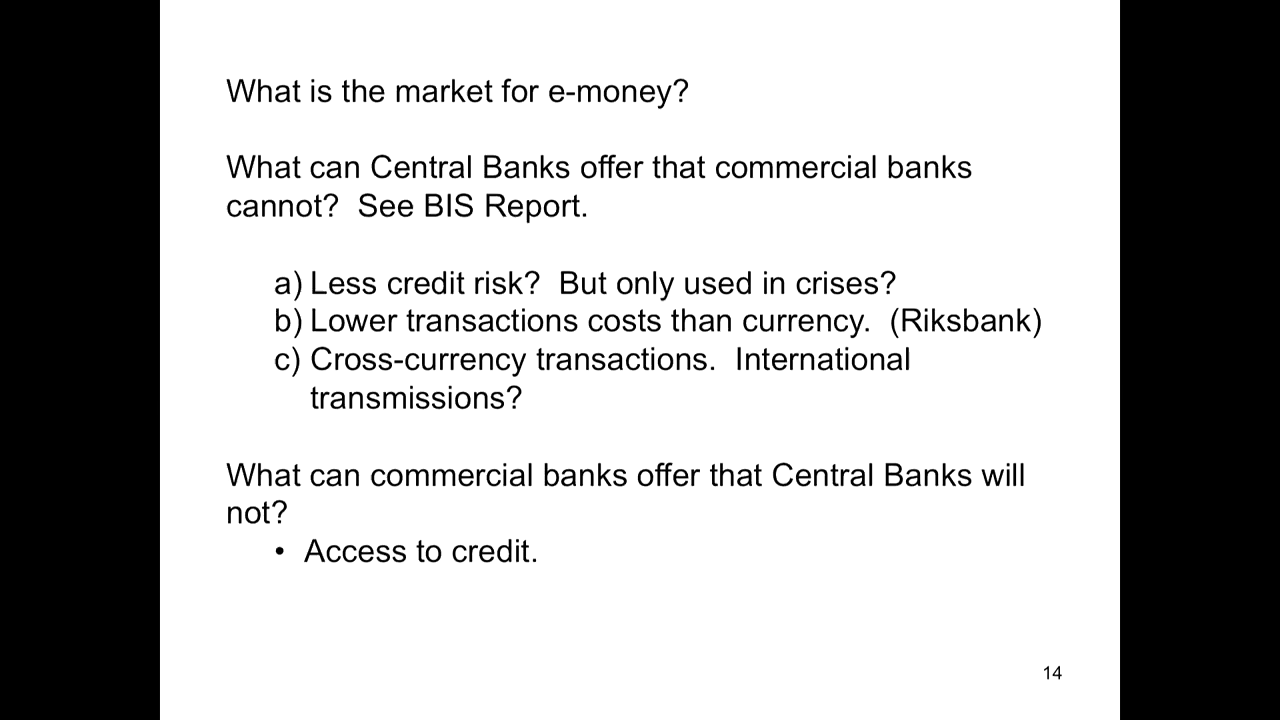 What is the market for e-money?
What can Central Banks offer that commercial banks
cannot?  See BIS Report.
a) Less credit risk?  But only used in crises?
b) Lower transactions costs than currency.  (Riksbank)
c) Cross-currency transactions.  International
transmissions?
What can commercial banks offer that Central Banks will
not?
• Access to credit.
14